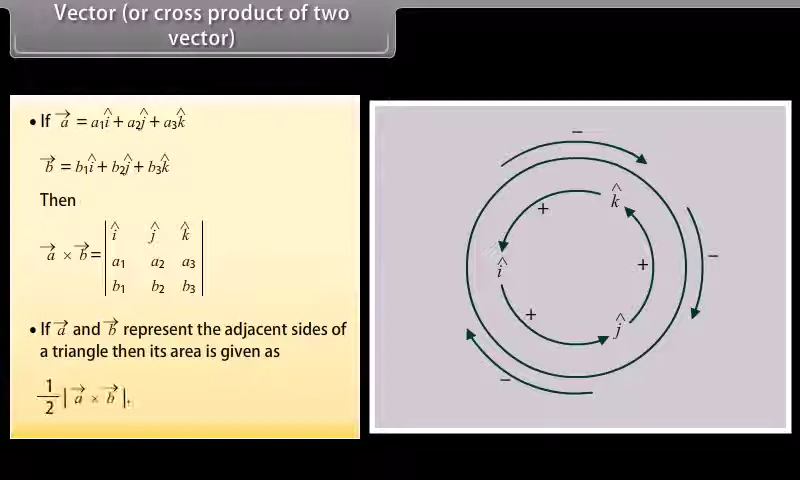 Vector (or cross product of two
vector)
• If a⃗ = a₁î + a₂ĵ + a₃k̂
b⃗ = b₁î + b₂ĵ + b₃k̂
Then
a⃗ × b⃗ = | î ĵ k̂ |
| a₁ a₂ a₃ |
| b₁ b₂ b₃ |
• If a⃗ and b⃗ represent the adjacent sides of
a triangle then its area is given as
1/2 | a⃗ × b⃗ |.
−
k̂
+
−
+
î
+
ĵ
−